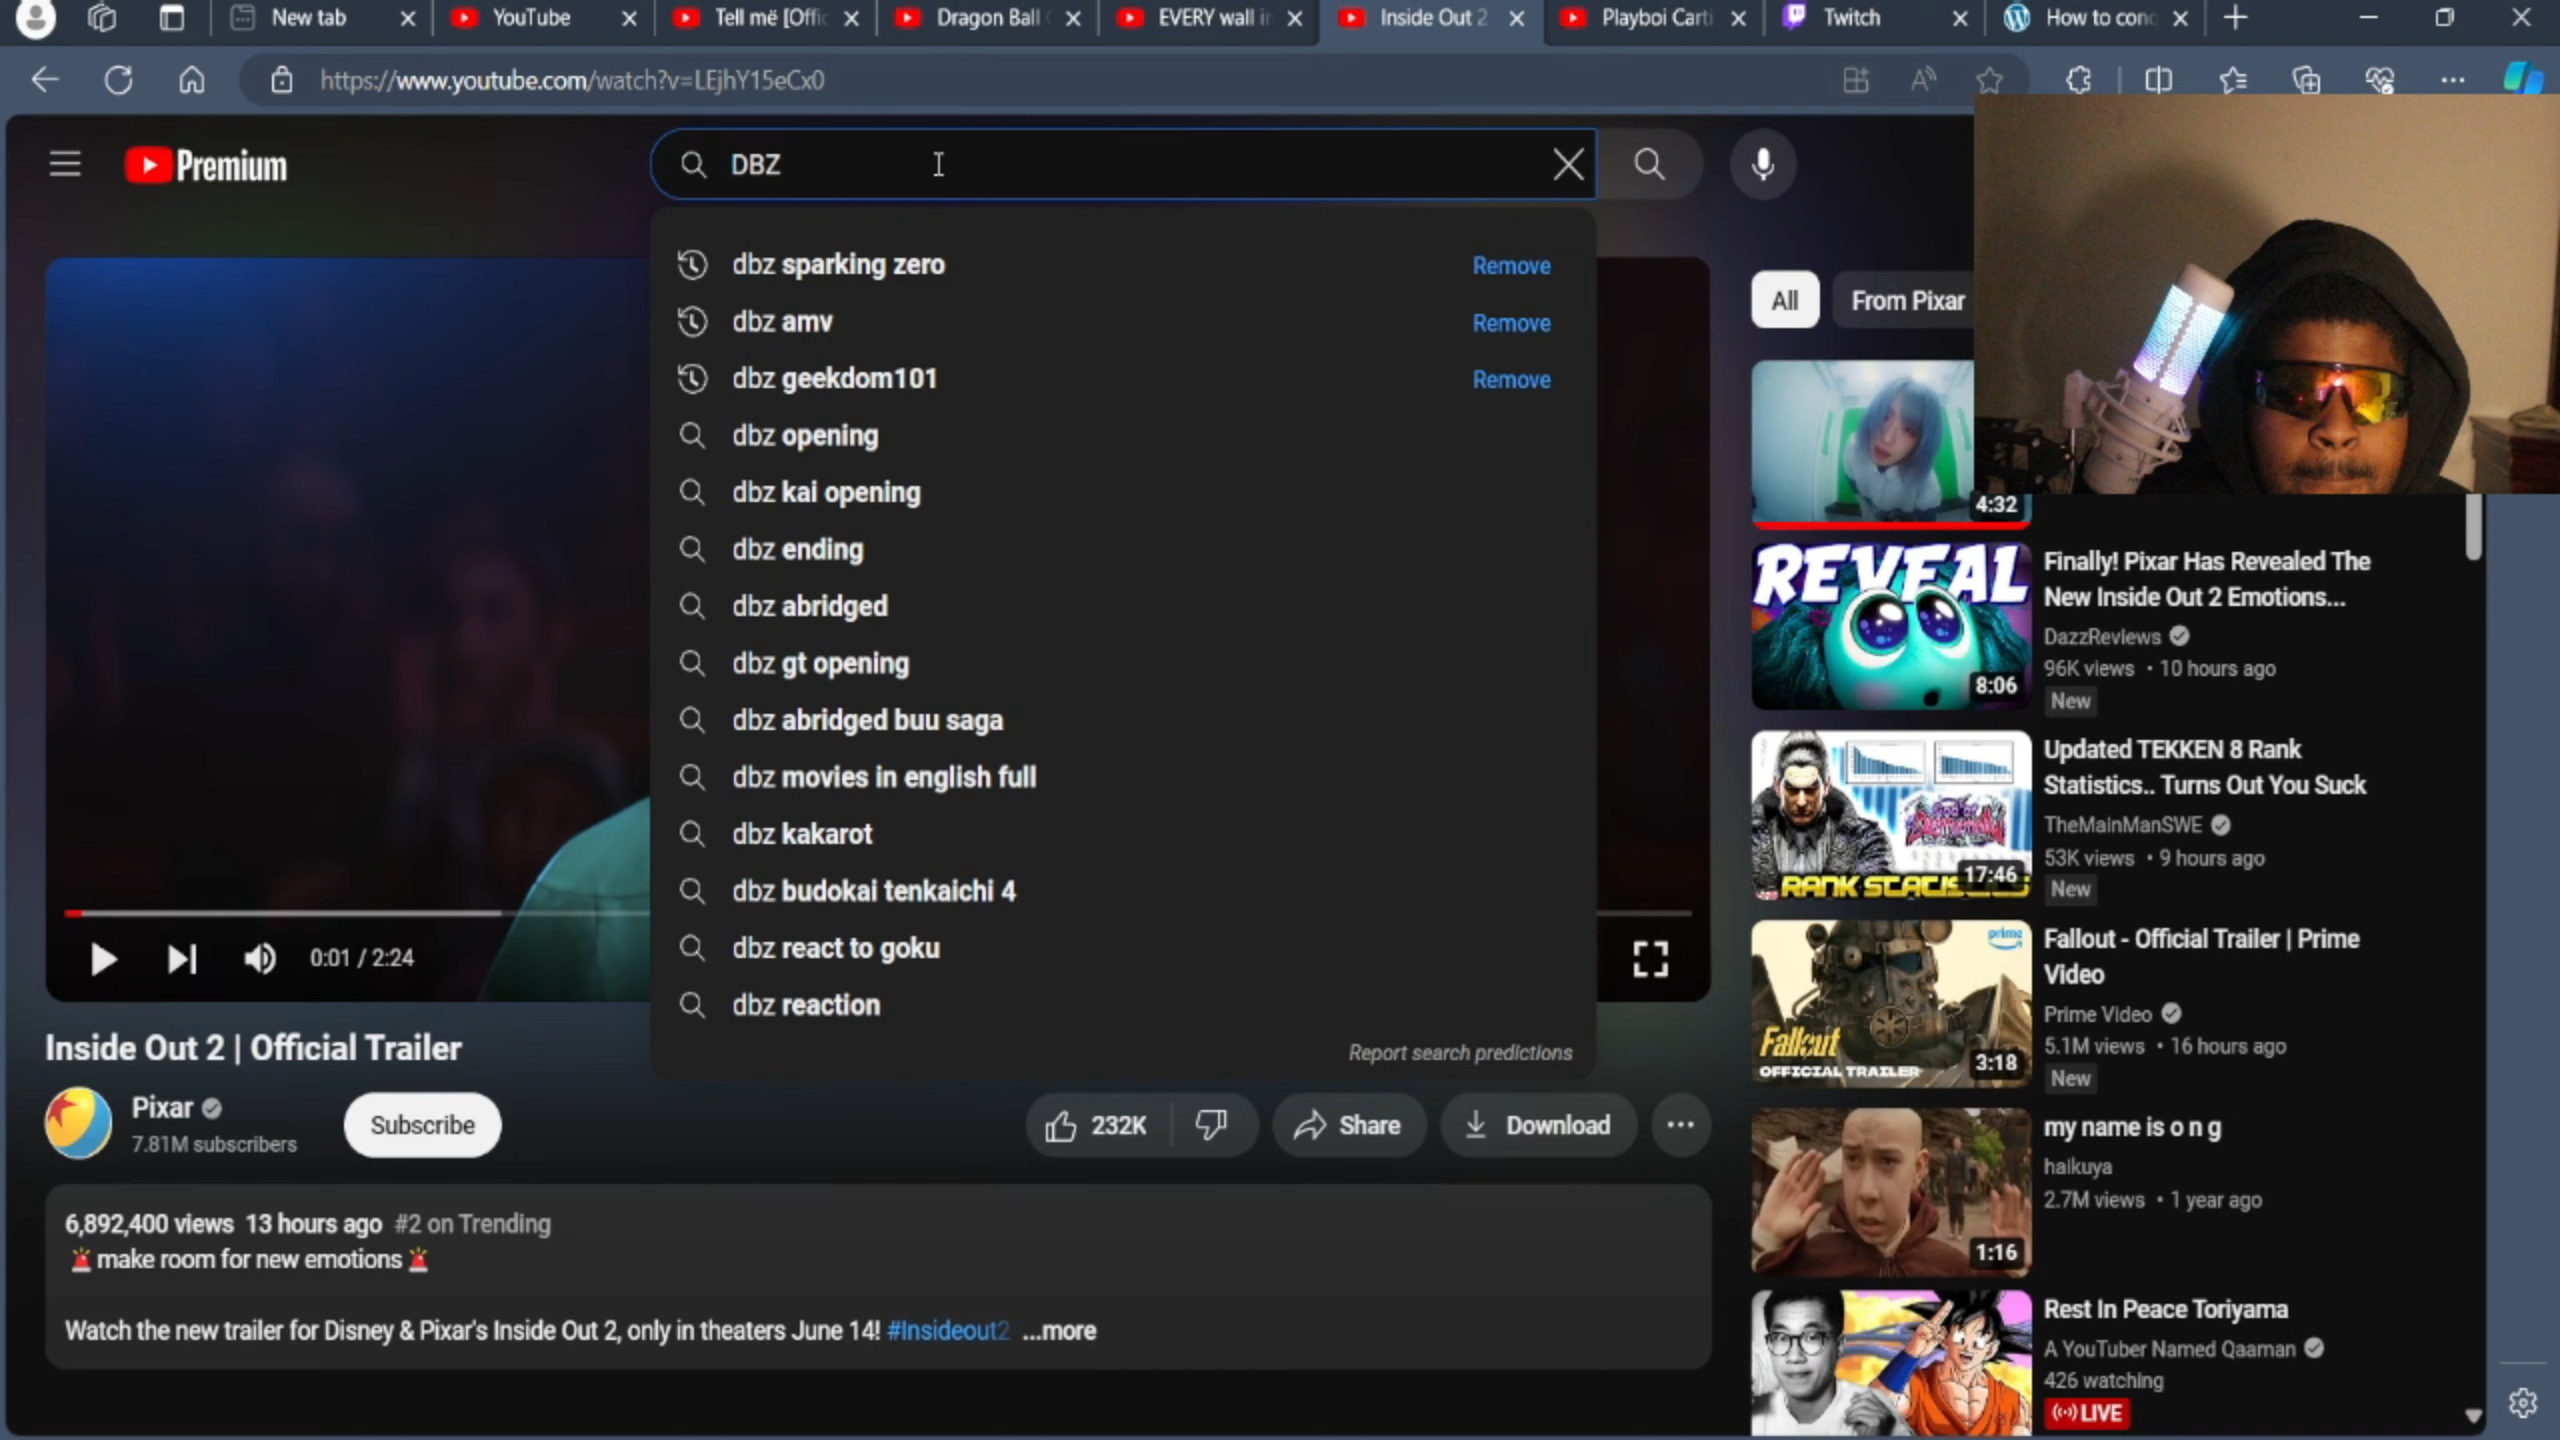 New tab
YouTube
Tell më [Offic
Dragon Ball
EVERY wall i
Inside Out 2
Playboi Carti
Twitch
How to con
https://www.youtube.com/watch?v=LEjhY15eCx0
Premium
DBZ
dbz sparking zero
Remove
dbz amv
Remove
dbz geekdom101
Remove
dbz opening
dbz kai opening
dbz ending
dbz abridged
dbz gt opening
dbz abridged buu saga
dbz movies in english full
dbz kakarot
dbz budokai tenkaichi 4
dbz react to goku
dbz reaction
Report search predictions
0:01 / 2:24
Inside Out 2 | Official Trailer
Pixar
7.81M subscribers
Subscribe
232K
Share
Download
6,892,400 views 13 hours ago #2 on Trending
🚨make room for new emotions🚨
Watch the new trailer for Disney & Pixar's Inside Out 2, only in theaters June 14! #Insideout2 ...more
All
From Pixar
4:32
REVEAL
8:06
Finally! Pixar Has Revealed The
New Inside Out 2 Emotions...
DazzReviews
96K views • 10 hours ago
New
RANK STATIS
17:46
Updated TEKKEN 8 Rank
Statistics.. Turns Out You Suck
TheMainManSWE
53K views • 9 hours ago
New
prime
Fallout
OFFICIAL TRAILER
3:18
Fallout - Official Trailer | Prime
Video
Prime Video
5.1M views • 16 hours ago
New
1:16
my name is o n g
haikuya
2.7M views • 1 year ago
Rest In Peace Toriyama
A YouTuber Named Qaaman
426 watching
LIVE